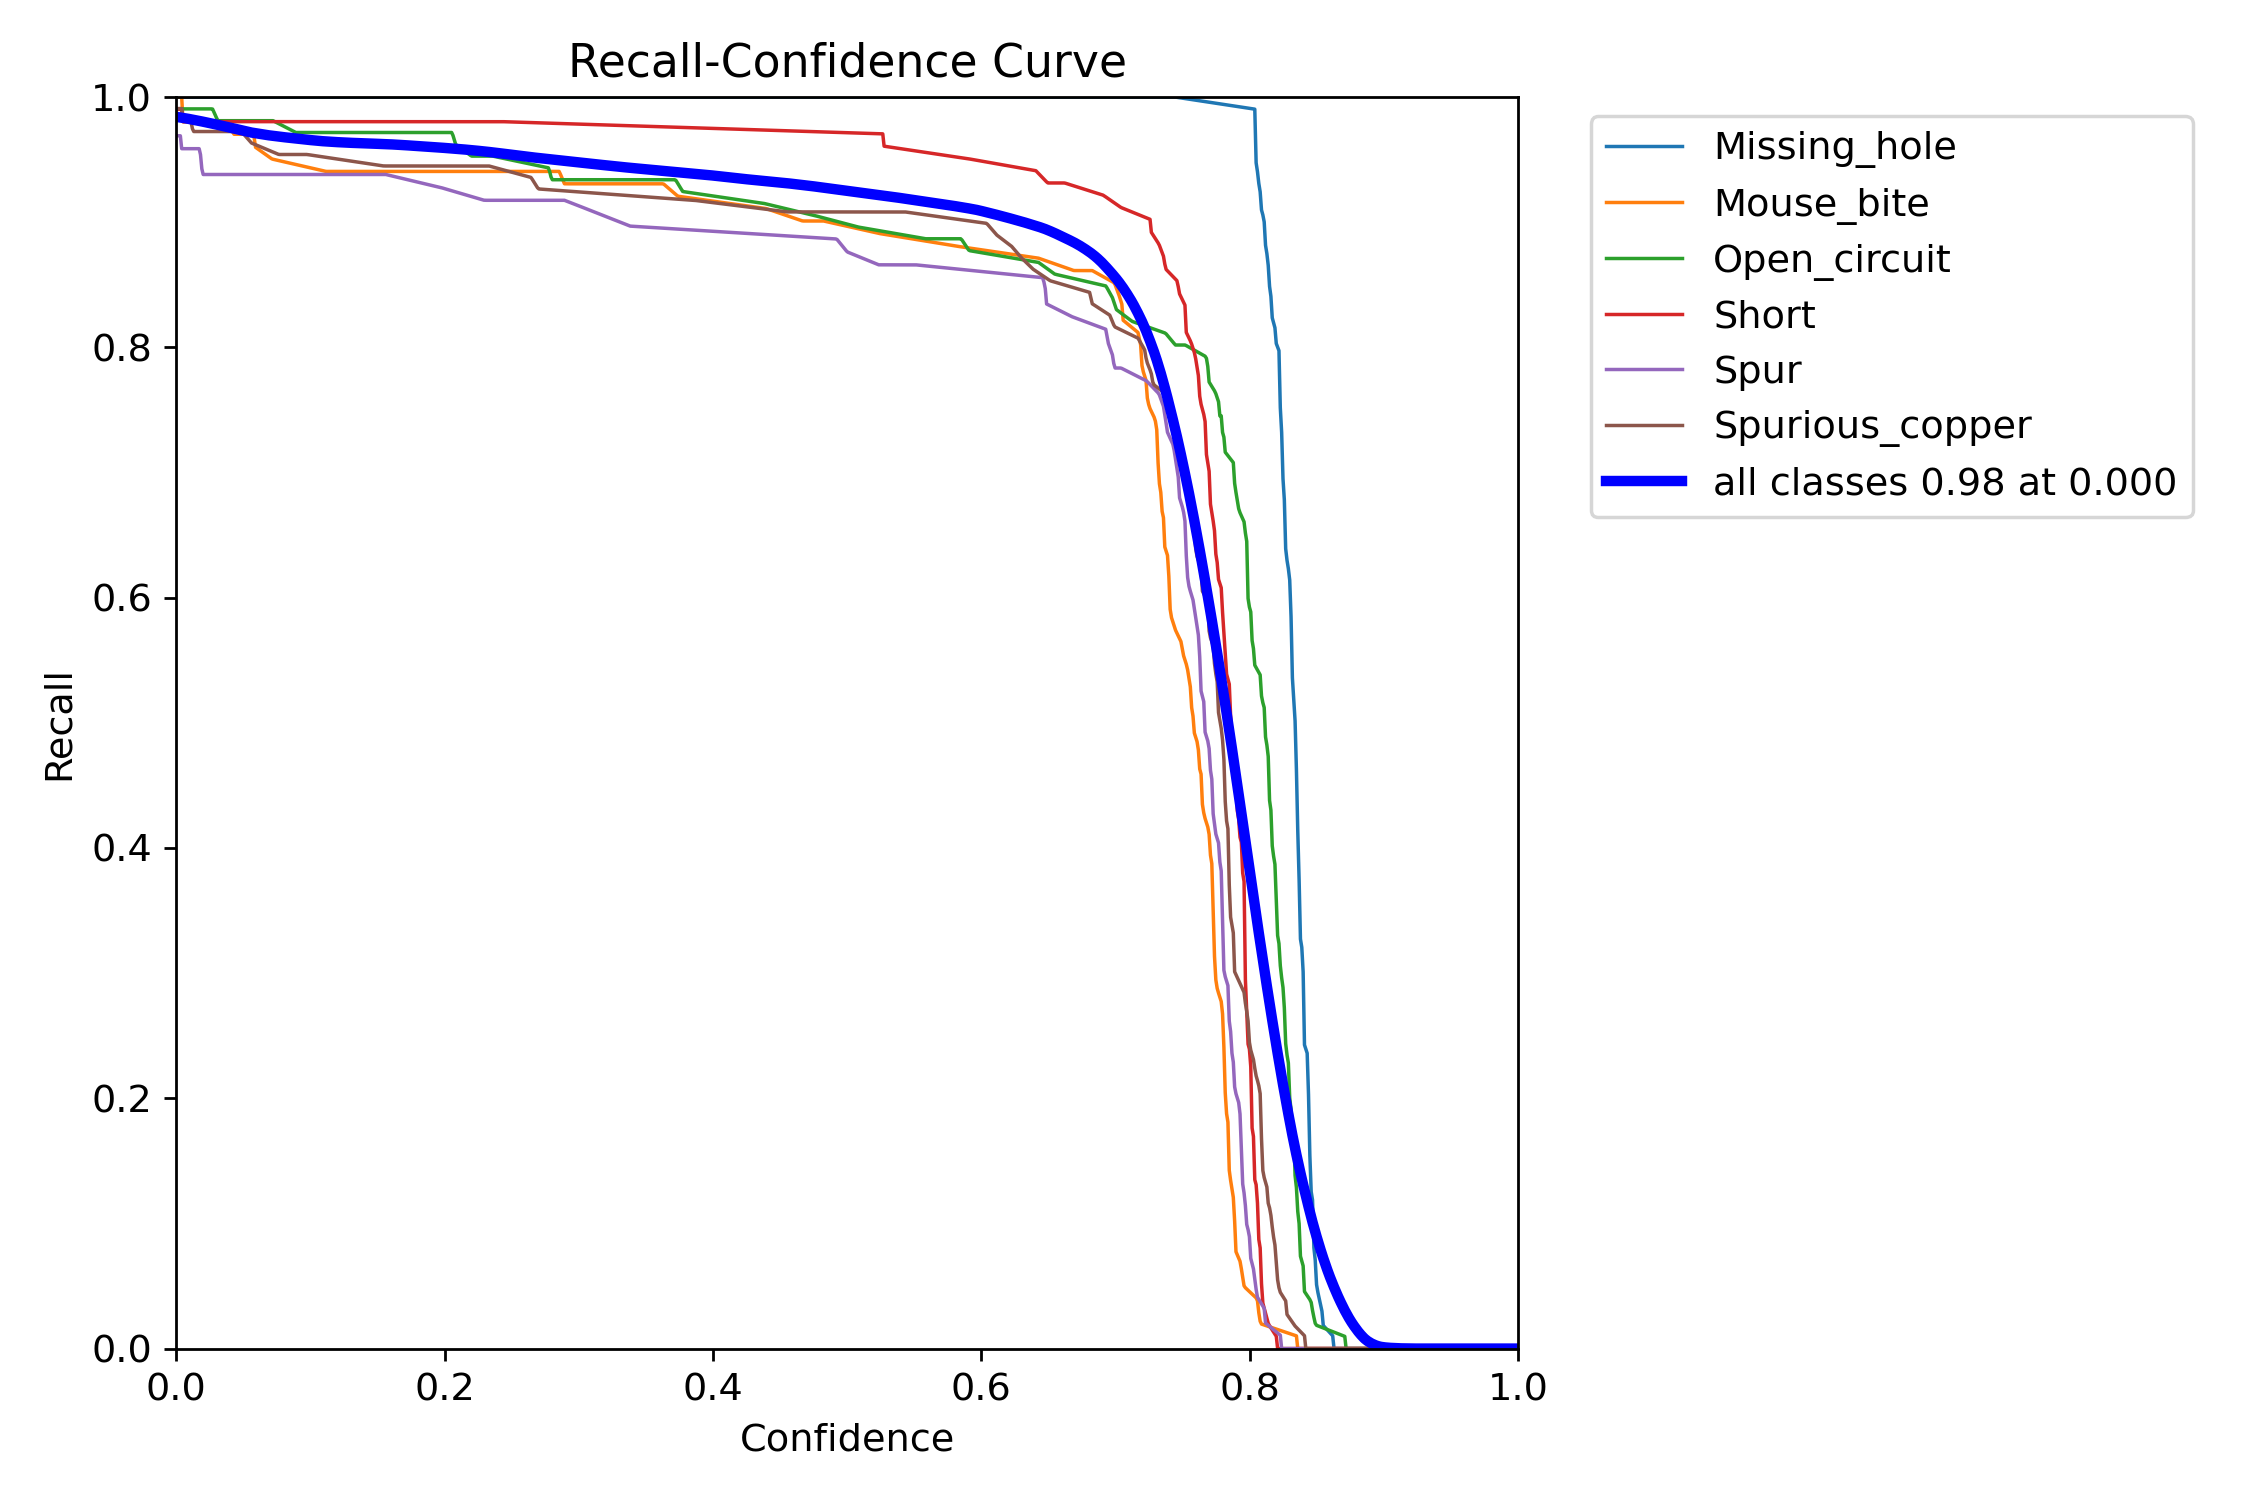 Recall-Confidence Curve
1.0
0.8
0.6
0.4
0.2
0.0
Recall
0.0 0.2 0.4 0.6 0.8 1.0
Confidence
Missing_hole
Mouse_bite
Open_circuit
Short
Spur
Spurious_copper
all classes 0.98 at 0.000